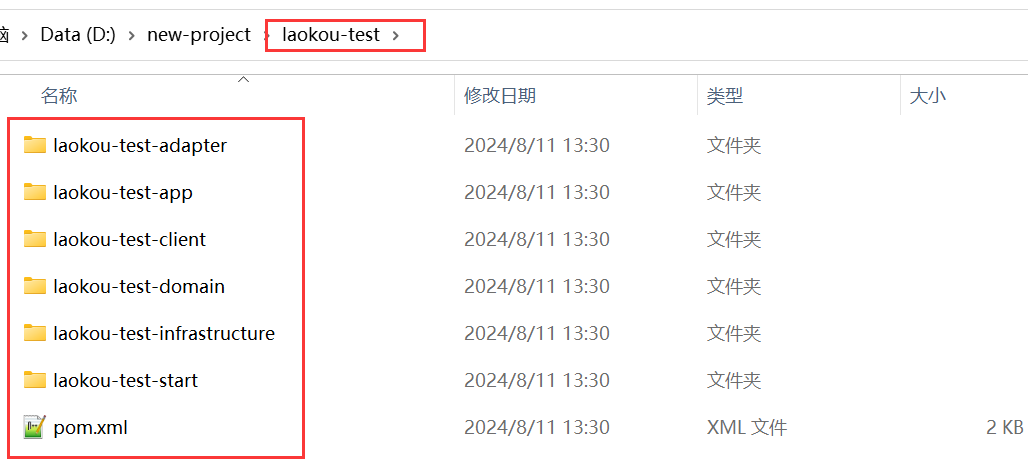 脑 > Data (D:) > new-project > laokou-test >
名称 修改日期 类型 大小
laokou-test-adapter 2024/8/11 13:30 文件夹
laokou-test-app 2024/8/11 13:30 文件夹
laokou-test-client 2024/8/11 13:30 文件夹
laokou-test-domain 2024/8/11 13:30 文件夹
laokou-test-infrastructure 2024/8/11 13:30 文件夹
laokou-test-start 2024/8/11 13:30 文件夹
pom.xml 2024/8/11 13:30 XML 文件 2 KB